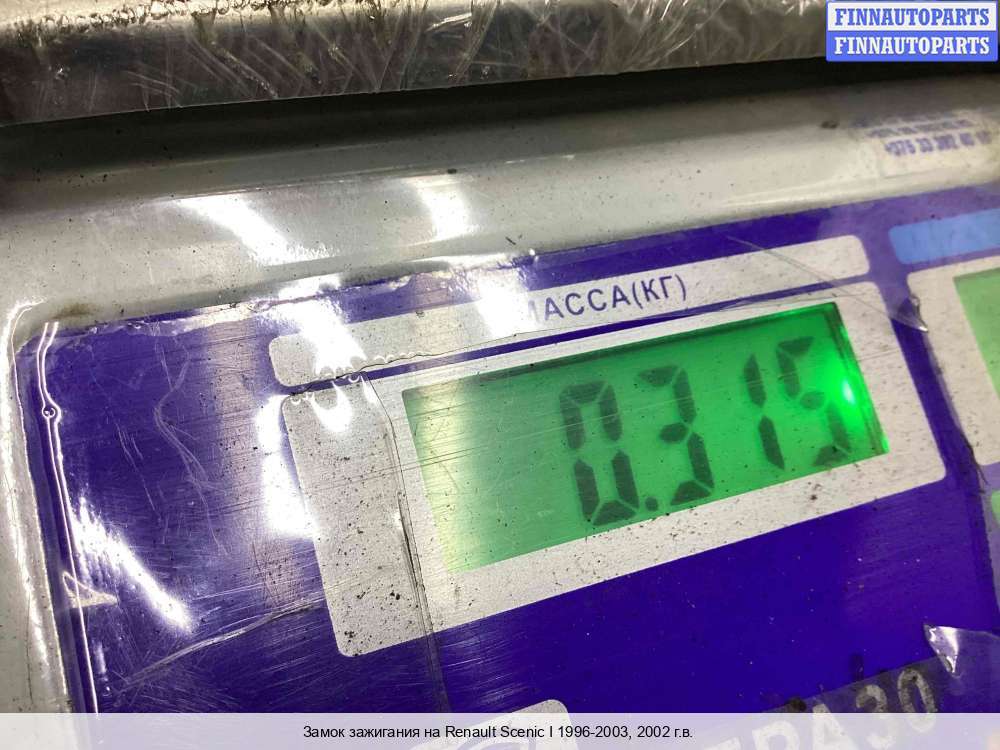 FINNAUTOPARTS
FINNAUTOPARTS
МАССА(КГ)
0.315
Замок зажигания на Renault Scenic I 1996-2003, 2002 г.в.